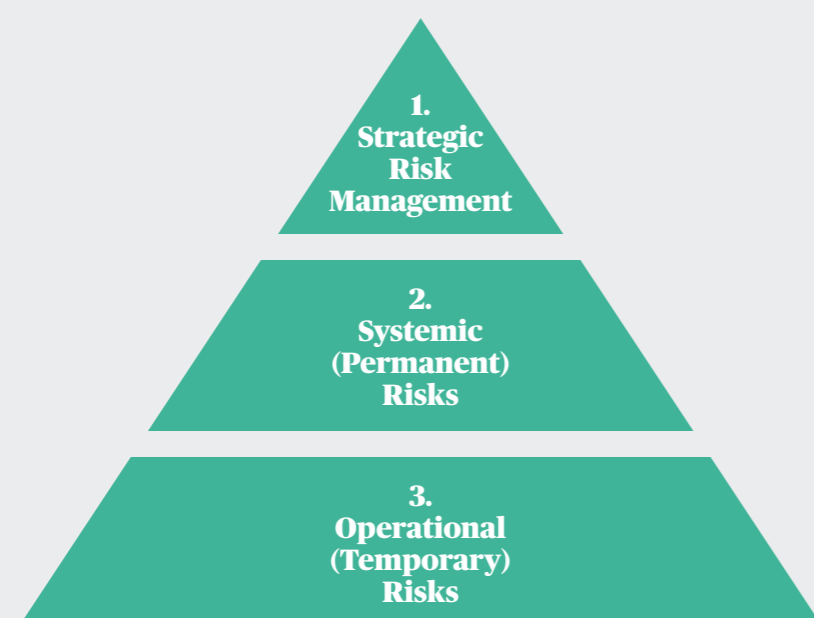 1.
Strategic
Risk
Management
2.
Systemic
(Permanent)
Risks
3.
Operational
(Temporary)
Risks